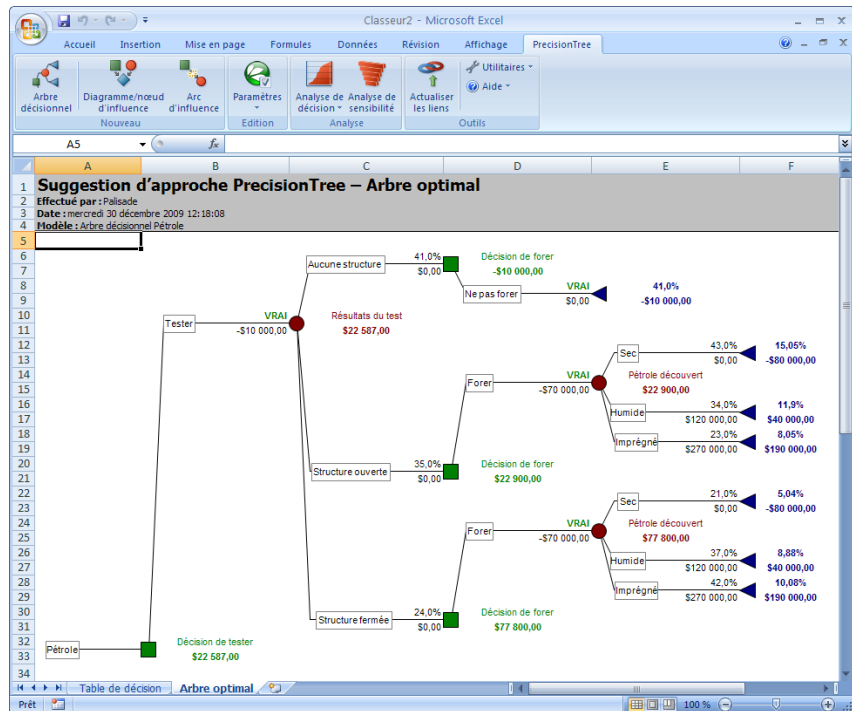 Classeur2 - Microsoft Excel
Accueil Insertion Mise en page Formules Données Révision Affichage PrecisionTree
Arbre décisionnel
Diagramme/nœud d'influence
Arc d'influence
Nouveau
Paramètres
Edition
Analyse de décision
Analyse de sensibilité
Analyse
Actualiser les liens
Utilitaires
Aide
Outils
A5
fx
A B C D E F
1 Suggestion d'approche PrecisionTree – Arbre optimal
2 Effectué par : Palisade
3 Date : mercredi 30 décembre 2009 12:18:08
4 Modèle : Arbre décisionnel Pétrole
5
6 41,0% Décision de forer
7 Aucune structure $0,00 -$10 000,00
8 VRAI 41,0%
9 Ne pas forer $0,00 -$10 000,00
10 VRAI Résultats du test
11 Tester -$10 000,00 $22 587,00
12 43,0% 15,05%
13 Sec $0,00 -$80 000,00
14 VRAI Pétrole découvert
15 Forer -$70 000,00 $22 900,00
16 34,0% 11,9%
17 Humide $120 000,00 $40 000,00
18 23,0% 8,05%
19 Imprégné $270 000,00 $190 000,00
20 35,0% Décision de forer
21 Structure ouverte $0,00 $22 900,00
22 21,0% 5,04%
23 Sec $0,00 -$80 000,00
24 VRAI Pétrole découvert
25 Forer -$70 000,00 $77 800,00
26 37,0% 8,88%
27 Humide $120 000,00 $40 000,00
28 42,0% 10,08%
29 Imprégné $270 000,00 $190 000,00
30 24,0% Décision de forer
31 Structure fermée $0,00 $77 800,00
32 Décision de tester
33 Pétrole $22 587,00
34
Table de décision Arbre optimal
Prêt 100 %